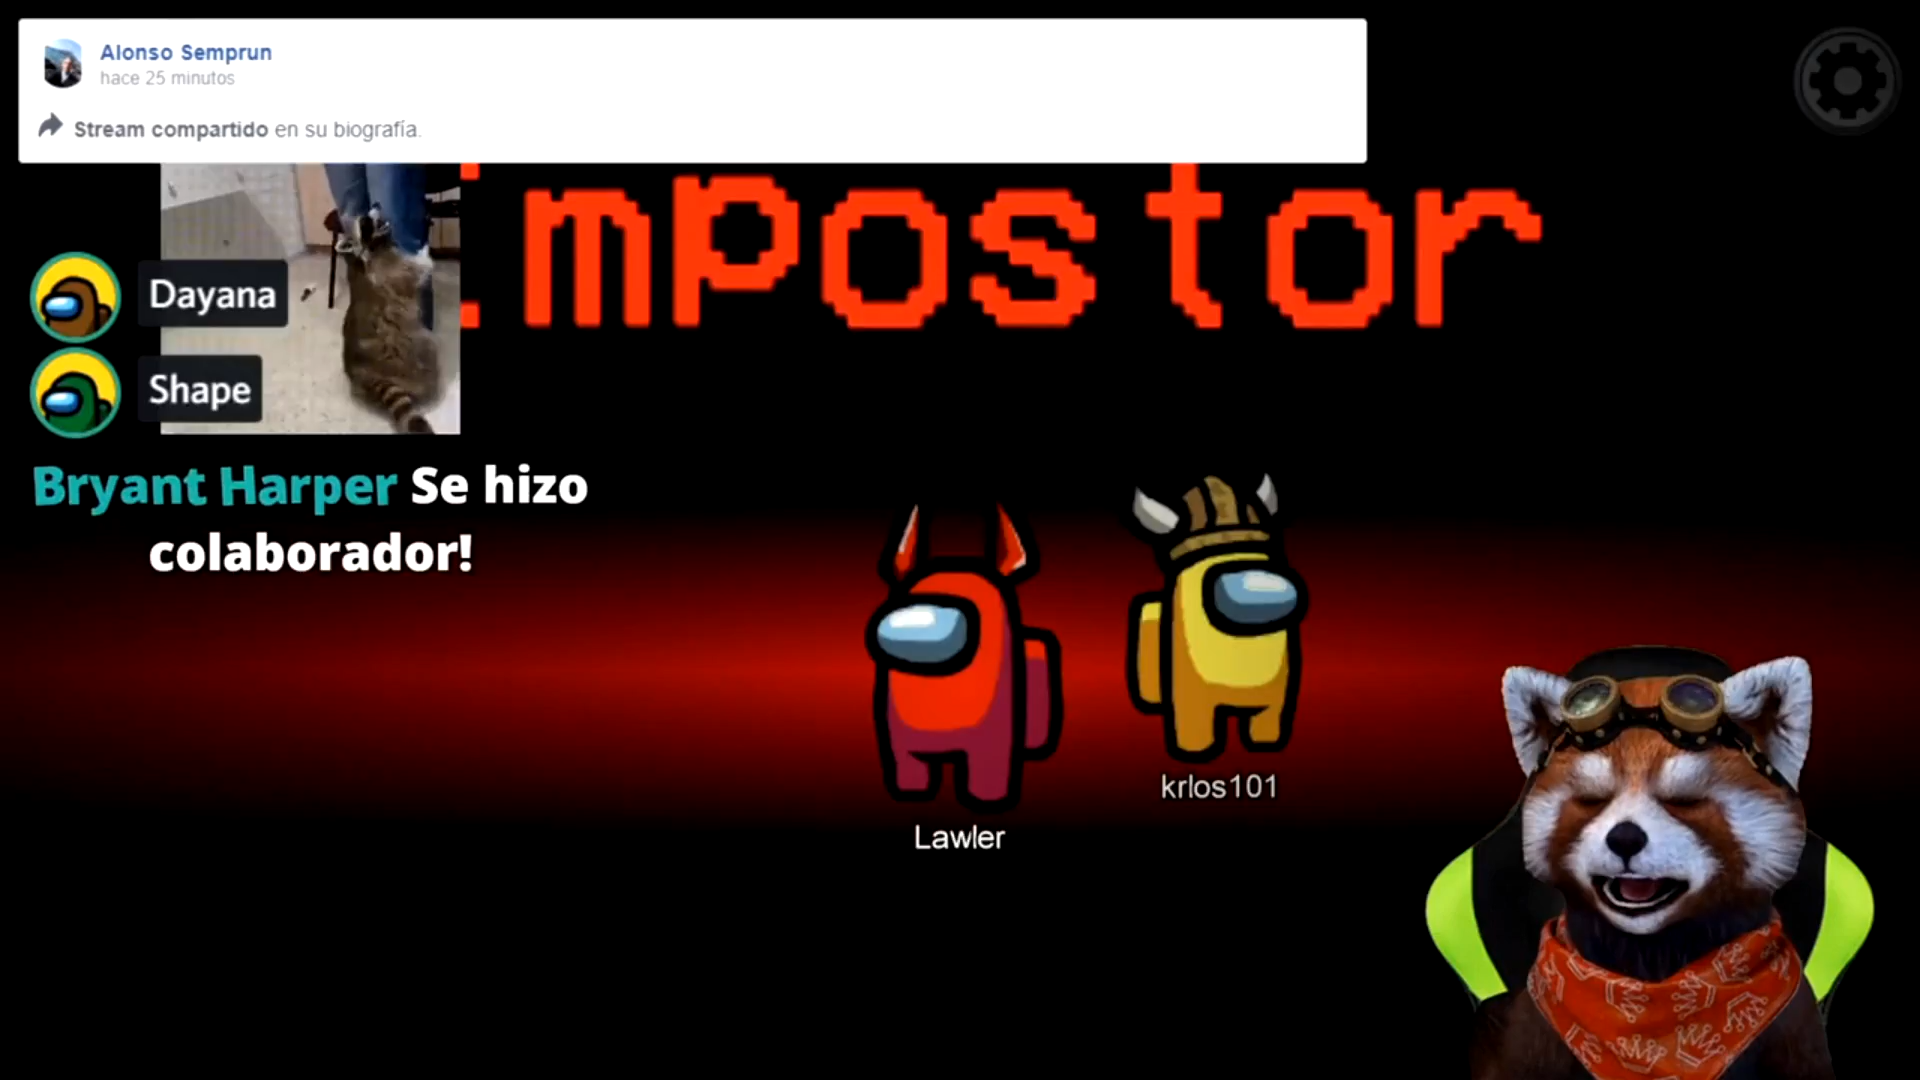 Alonso Semprun
hace 25 minutos
Stream compartido en su biografía.
Impostor
Dayana
Shape
Bryant Harper Se hizo
colaborador!
krlos101
Lawler